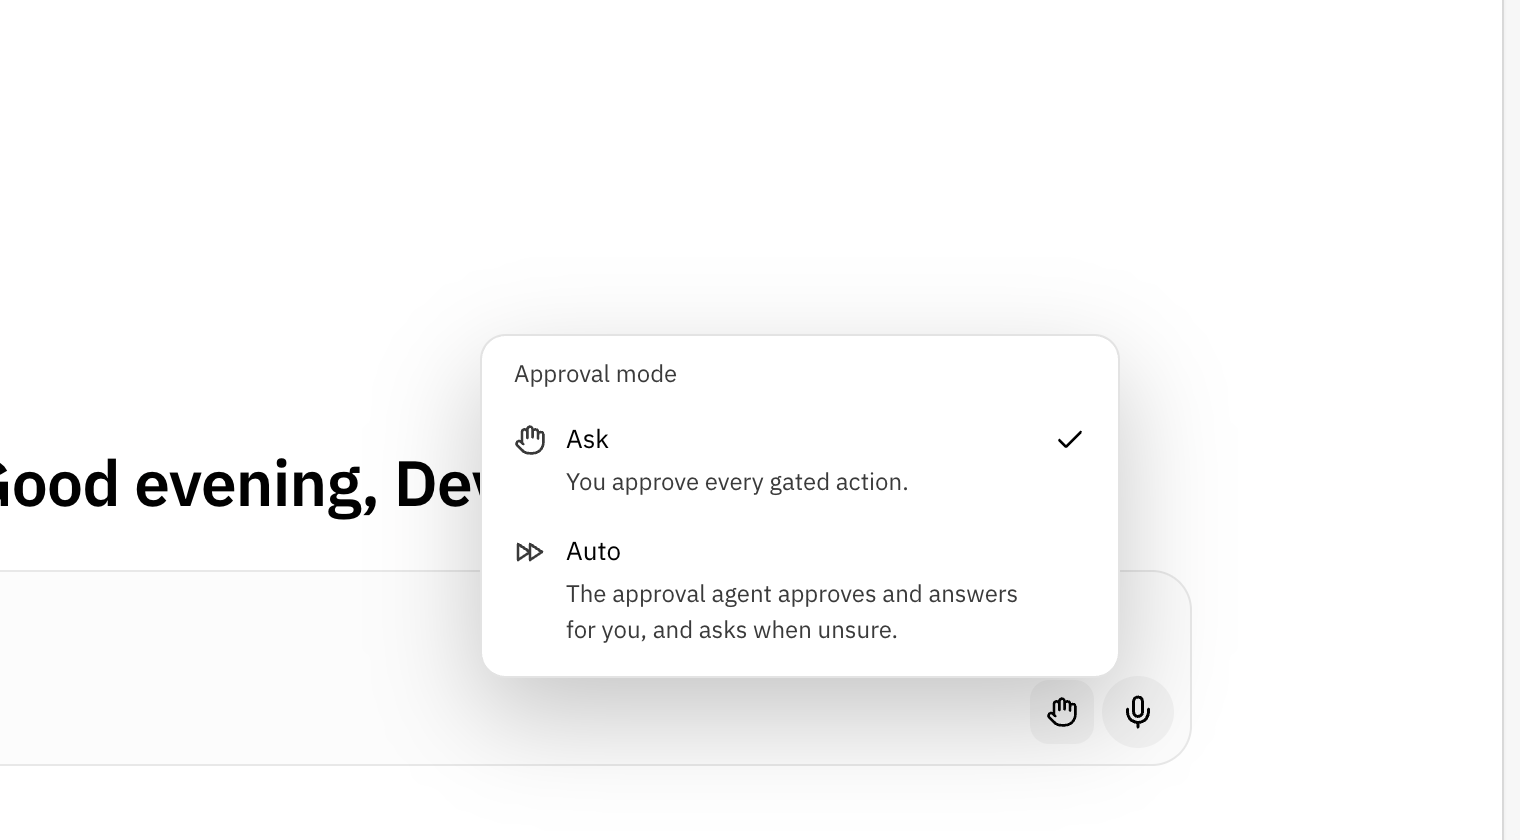 Approval mode
Ask
You approve every gated action.
Good evening,
Auto
The approval agent approves and answers
for you, and asks when unsure.